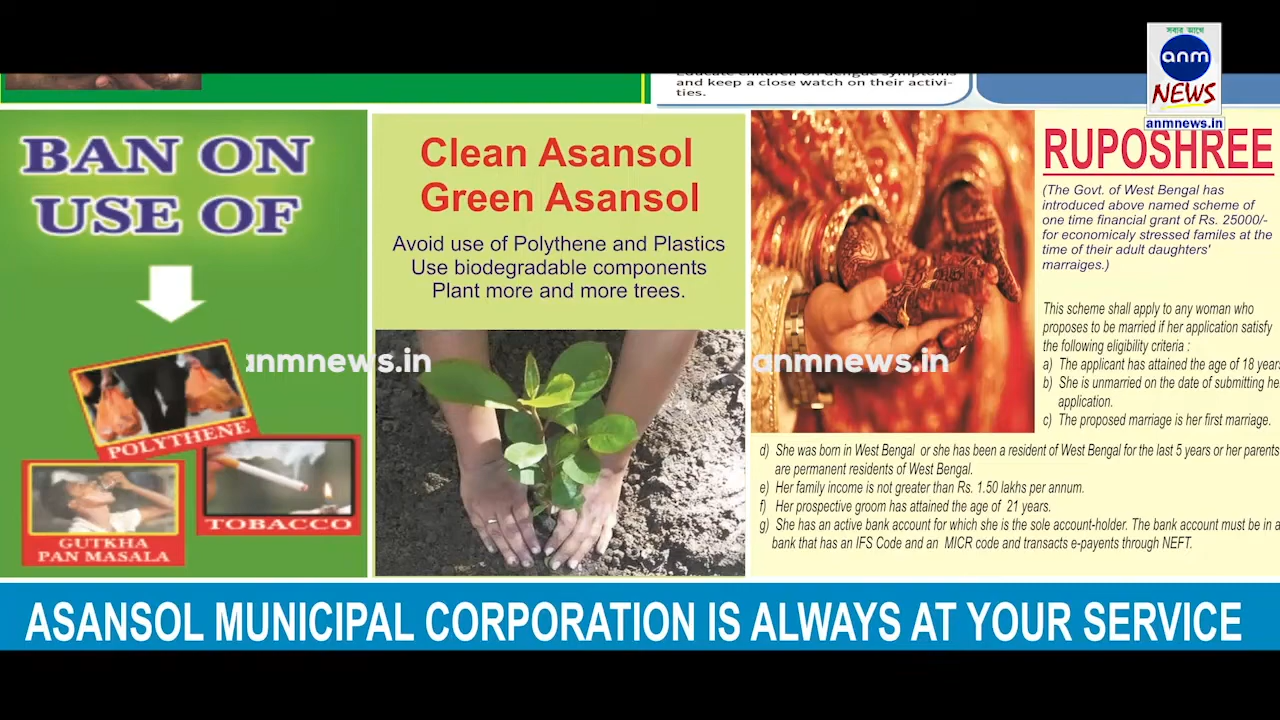 সবার আগে
anm
NEWS
anmnews.in
and keep a close watch on their activi-
ties.
BAN ON
USE OF
POLYTHENE
TOBACCO
GUTKHA
PAN MASALA
Clean Asansol
Green Asansol
Avoid use of Polythene and Plastics
Use biodegradable components
Plant more and more trees.
anmnews.in
anmnews.in
RUPOSHREE
(The Govt. of West Bengal has
introduced above named scheme of
one time financial grant of Rs. 25000/-
for economicaly stressed familes at the
time of their adult daughters'
marraiges.)
This scheme shall apply to any woman who
proposes to be married if her application satisfy
the following eligibility criteria :
a) The applicant has attained the age of 18 years
b) She is unmarried on the date of submitting he
application.
c) The proposed marriage is her first marriage.
d) She was born in West Bengal or she has been a resident of West Bengal for the last 5 years or her parents
are permanent residents of West Bengal.
e) Her family income is not greater than Rs. 1.50 lakhs per annum.
f) Her prospective groom has attained the age of 21 years.
g) She has an active bank account for which she is the sole account-holder. The bank account must be in a
bank that has an IFS Code and an MICR code and transacts e-payents through NEFT.
ASANSOL MUNICIPAL CORPORATION IS ALWAYS AT YOUR SERVICE